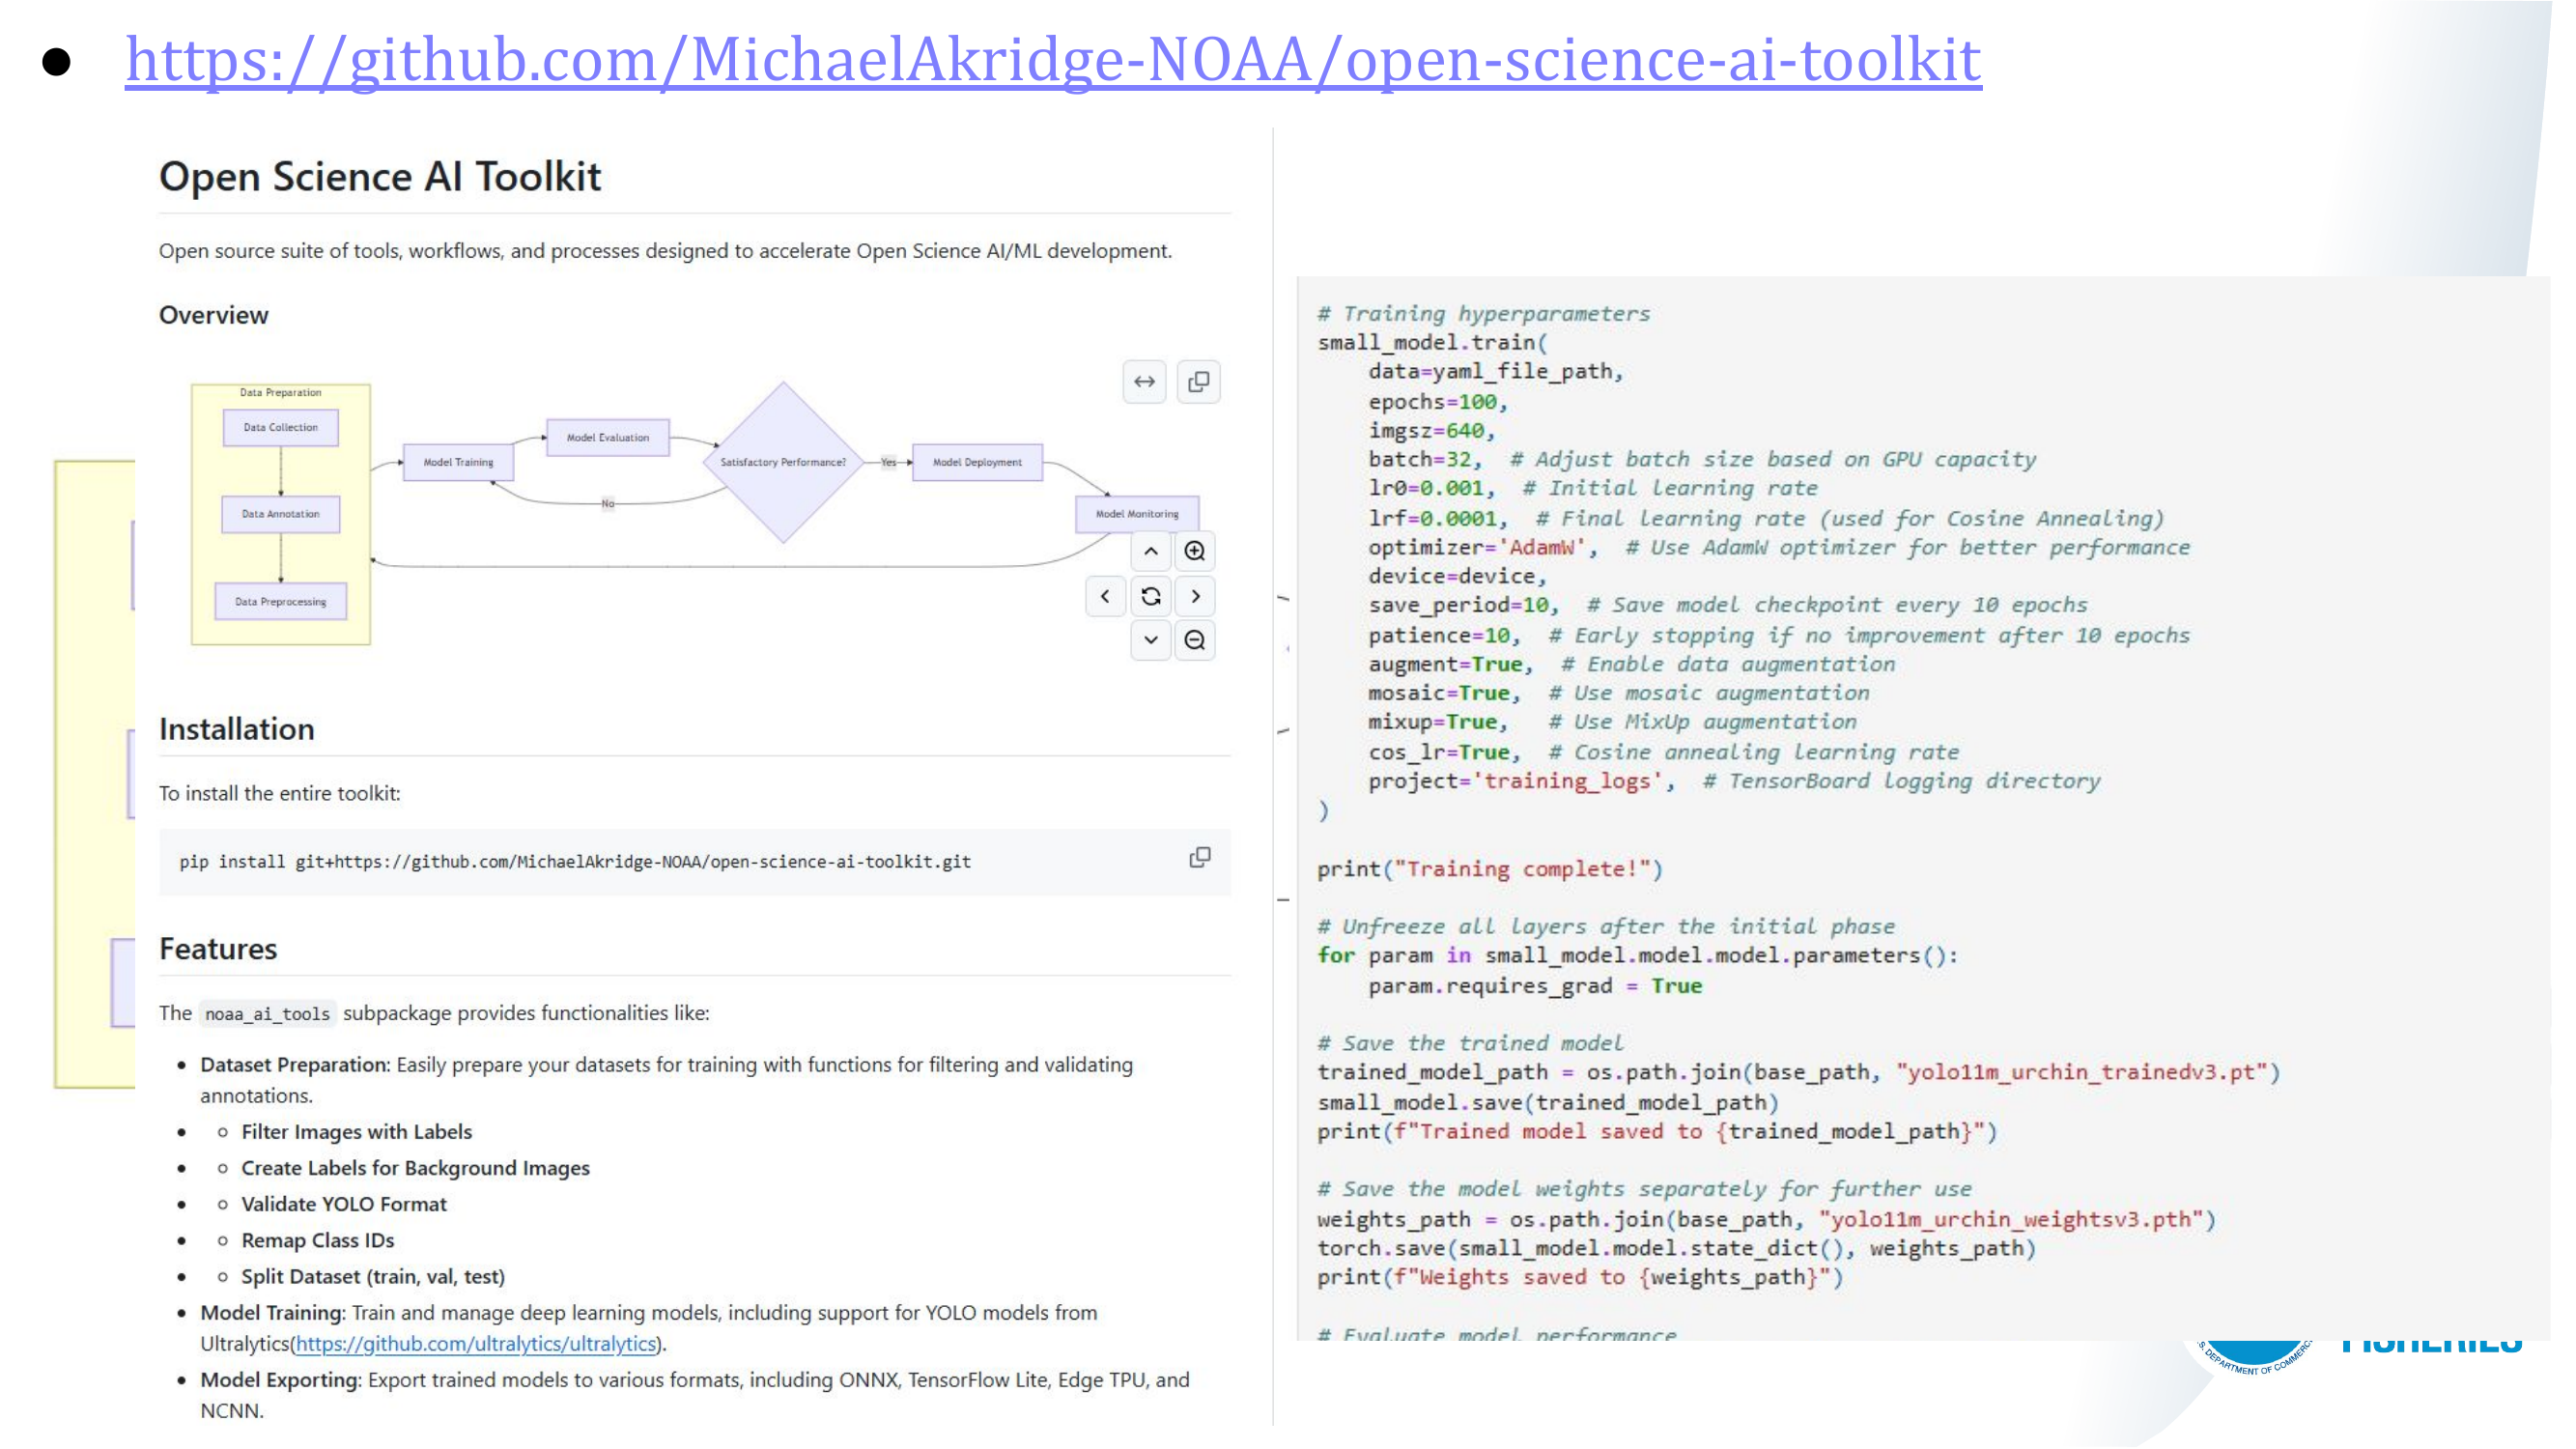 ● https://github.com/MichaelAkridge-NOAA/open-science-ai-toolkit
Open Science AI Toolkit
Open source suite of tools, workflows, and processes designed to accelerate Open Science AI/ML development.
Overview
Data Preparation
Data Collection
Data Annotation
Data Preprocessing
Model Training
Model Evaluation
Satisfactory Performance?
Yes
No
Model Deployment
Model Monitoring
Installation
To install the entire toolkit:
pip install git+https://github.com/MichaelAkridge-NOAA/open-science-ai-toolkit.git
Features
The noaa_ai_tools subpackage provides functionalities like:
• Dataset Preparation: Easily prepare your datasets for training with functions for filtering and validating
annotations.
• ○ Filter Images with Labels
• ○ Create Labels for Background Images
• ○ Validate YOLO Format
• ○ Remap Class IDs
• ○ Split Dataset (train, val, test)
• Model Training: Train and manage deep learning models, including support for YOLO models from
Ultralytics(https://github.com/ultralytics/ultralytics).
• Model Exporting: Export trained models to various formats, including ONNX, TensorFlow Lite, Edge TPU, and
NCNN.
# Training hyperparameters
small_model.train(
    data=yaml_file_path,
    epochs=100,
    imgsz=640,
    batch=32,  # Adjust batch size based on GPU capacity
    lr0=0.001,  # Initial learning rate
    lrf=0.0001,  # Final learning rate (used for Cosine Annealing)
    optimizer='AdamW',  # Use AdamW optimizer for better performance
    device=device,
    save_period=10,  # Save model checkpoint every 10 epochs
    patience=10,  # Early stopping if no improvement after 10 epochs
    augment=True,  # Enable data augmentation
    mosaic=True,  # Use mosaic augmentation
    mixup=True,   # Use MixUp augmentation
    cos_lr=True,  # Cosine annealing learning rate
    project='training_logs',  # TensorBoard logging directory
)
print("Training complete!")
# Unfreeze all layers after the initial phase
for param in small_model.model.model.parameters():
    param.requires_grad = True
# Save the trained model
trained_model_path = os.path.join(base_path, "yolo11m_urchin_trainedv3.pt")
small_model.save(trained_model_path)
print(f"Trained model saved to {trained_model_path}")
# Save the model weights separately for further use
weights_path = os.path.join(base_path, "yolo11m_urchin_weightsv3.pth")
torch.save(small_model.model.state_dict(), weights_path)
print(f"Weights saved to {weights_path}")
# Evaluate model performance
FISHERIES
DEPARTMENT OF COMMERC